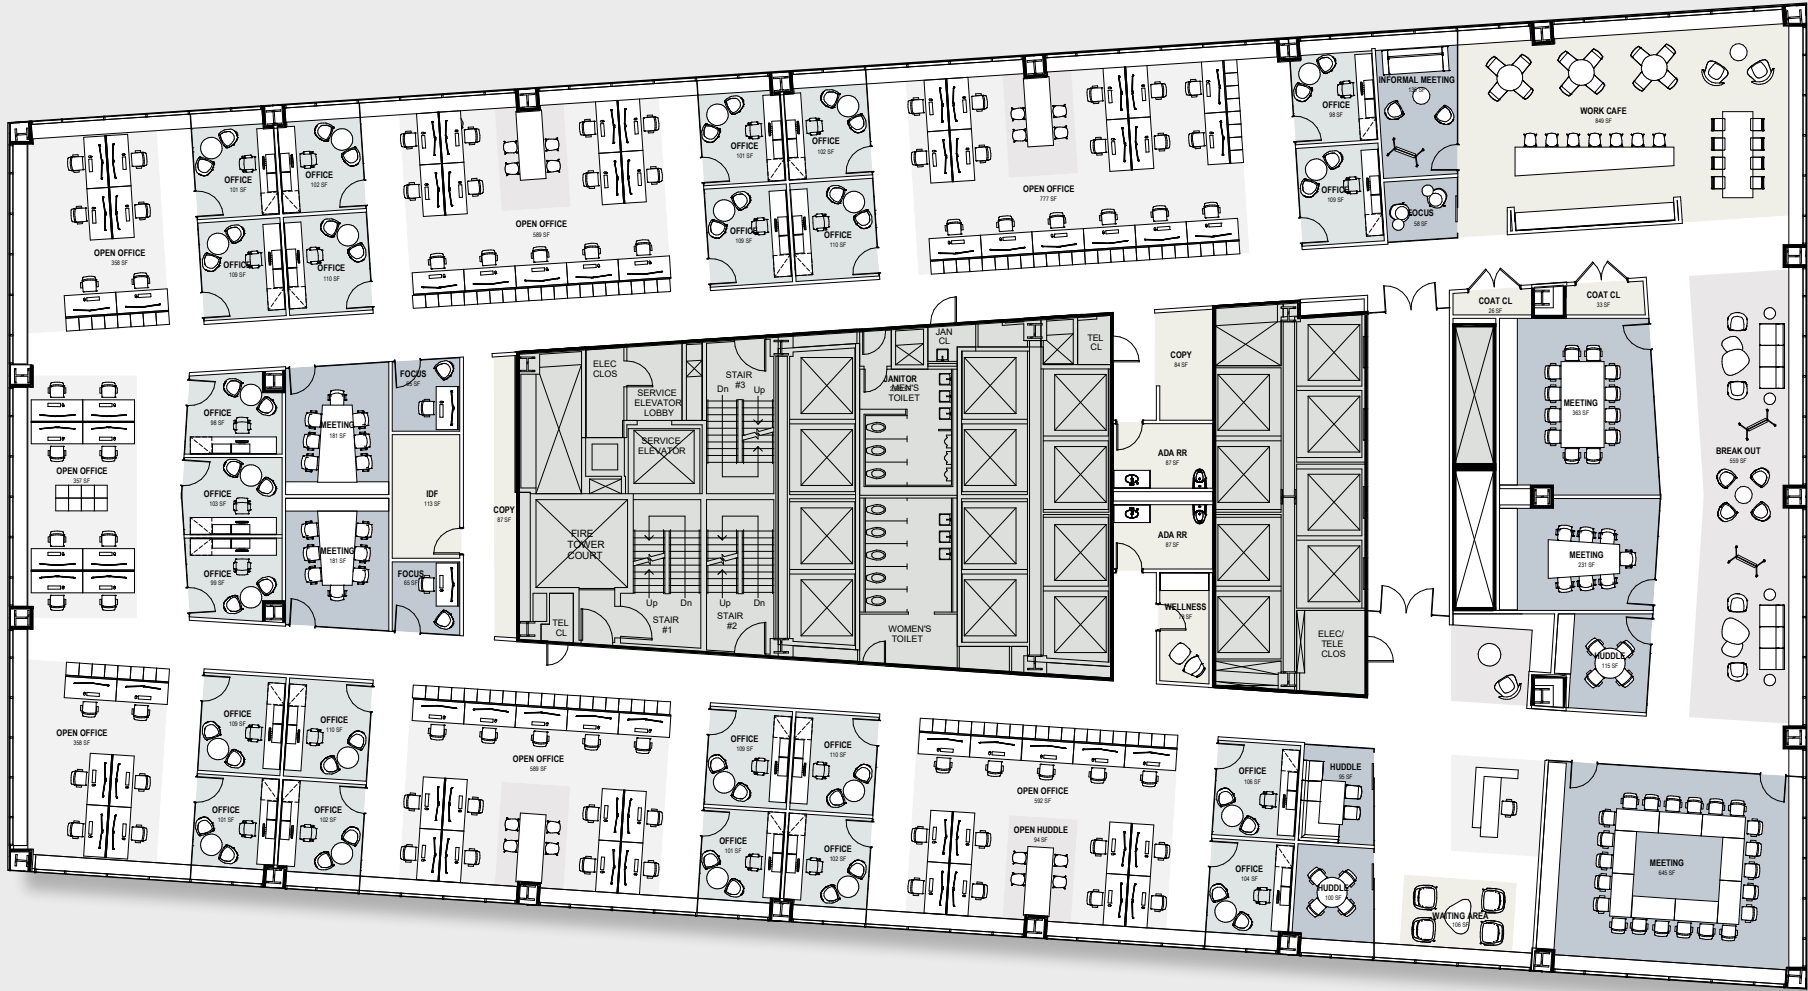 INFORMAL MEETING
OFFICE
98 SF
WORK CAFE
849 SF
OFFICE
101 SF
OFFICE
102 SF
OFFICE
101 SF
OFFICE
102 SF
OFFICE
109 SF
FOCUS
58 SF
OPEN OFFICE
358 SF
OFFICE
109 SF
OFFICE
110 SF
OPEN OFFICE
589 SF
OFFICE
109 SF
OFFICE
110 SF
OPEN OFFICE
777 SF
COAT CL
26 SF
COAT CL
33 SF
ELEC
CLOS
STAIR
#3
Dn
Up
JAN
CL
TEL
CL
COPY
84 SF
SERVICE
ELEVATOR
LOBBY
SERVICE
ELEVATOR
JANITOR
MEN'S
TOILET
FOCUS
65 SF
OFFICE
98 SF
MEETING
181 SF
MEETING
363 SF
BREAK OUT
559 SF
OPEN OFFICE
357 SF
OFFICE
103 SF
IDF
113 SF
ADA RR
87 SF
COPY
87 SF
FIRE
TOWER
COURT
ADA RR
87 SF
OFFICE
99 SF
MEETING
181 SF
FOCUS
65 SF
MEETING
231 SF
Up
Dn
Up
Dn
TEL
CL
STAIR
#1
STAIR
#2
WOMEN'S
TOILET
WELLNESS
ELEC/
TELE
CLOS
HUDDLE
115 SF
OPEN OFFICE
358 SF
OFFICE
109 SF
OFFICE
110 SF
OPEN OFFICE
589 SF
OFFICE
109 SF
OFFICE
110 SF
OPEN OFFICE
592 SF
OFFICE
106 SF
HUDDLE
95 SF
OFFICE
101 SF
OFFICE
102 SF
OFFICE
101 SF
OFFICE
102 SF
OPEN HUDDLE
94 SF
OFFICE
104 SF
HUDDLE
100 SF
WAITING AREA
106 SF
MEETING
645 SF